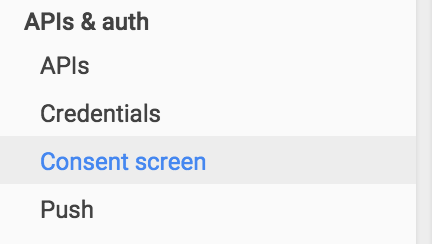 APIs & auth
APIs
Credentials
Consent screen
Push